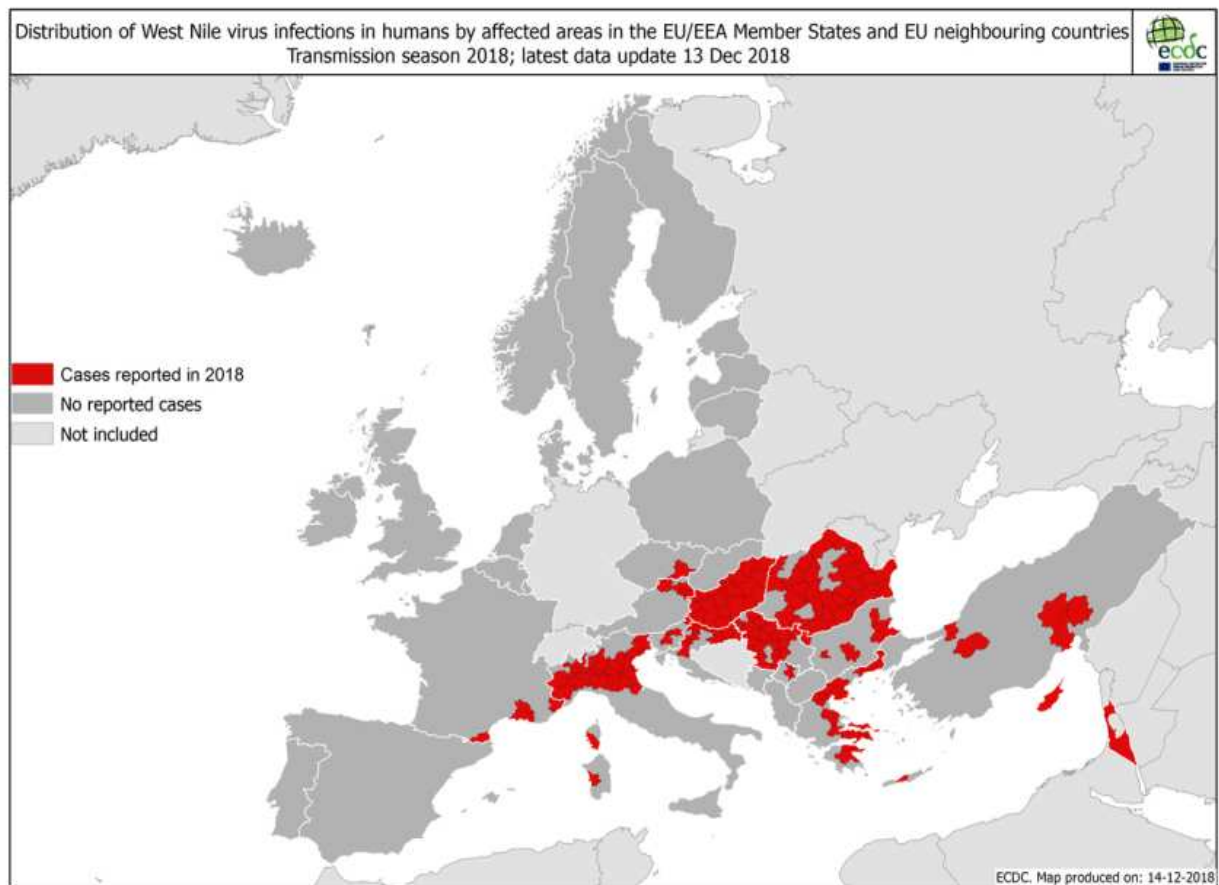 Distribution of West Nile virus infections in humans by affected areas in the EU/EEA Member States and EU neighbouring countries
Transmission season 2018; latest data update 13 Dec 2018
ecdc
Cases reported in 2018
No reported cases
Not included
ECDC. Map produced on: 14-12-2018